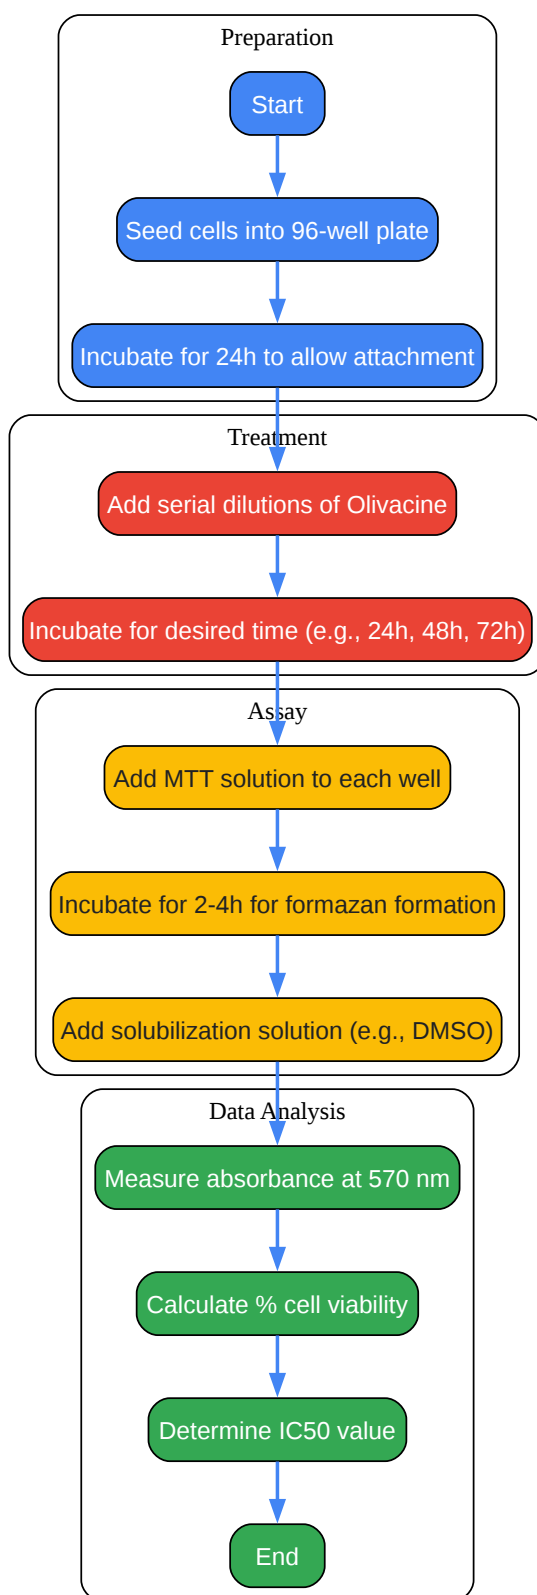 Preparation
Start
Seed cells into 96-well plate
Incubate for 24h to allow attachment
Treatment
Add serial dilutions of Olivacine
Incubate for desired time (e.g., 24h, 48h, 72h)
Assay
Add MTT solution to each well
Incubate for 2-4h for formazan formation
Add solubilization solution (e.g., DMSO)
Data Analysis
Measure absorbance at 570 nm
Calculate % cell viability
Determine IC50 value
End